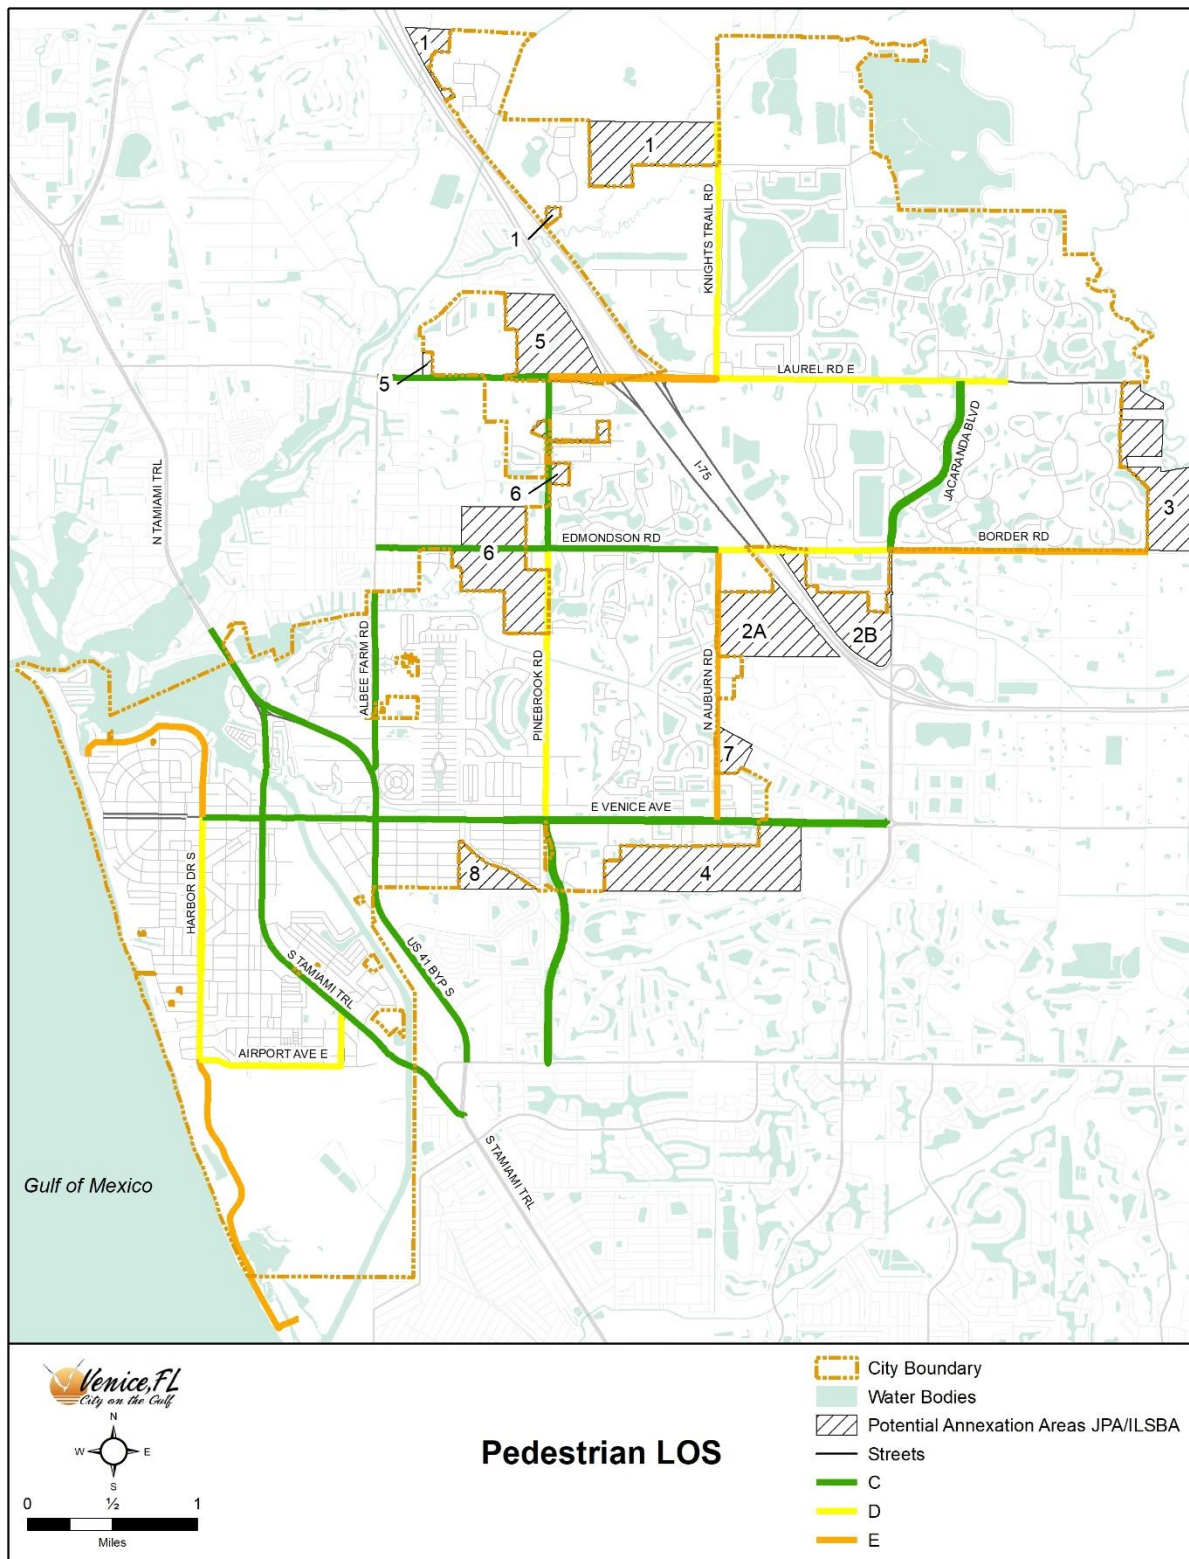 1
1
1
KNIGHTS TRAIL RD
5
LAUREL RD E
5
JACARANDA BLVD
I-75
N TAMIAMI TRL
6
3
EDMONDSON RD
BORDER RD
6
2A
2B
ALBEE FARM RD
PINEBROOK RD
N AUBURN RD
7
E VENICE AVE
8
4
HARBOR DR S
US 41 BYP S
S TAMIAMI TRL
AIRPORT AVE E
S TAMIAMI TRL
Gulf of Mexico
Venice, FL
City on the Gulf
N
W E
S
0 ½ 1
Miles
Pedestrian LOS
City Boundary
Water Bodies
Potential Annexation Areas JPA/ILSBA
Streets
C
D
E